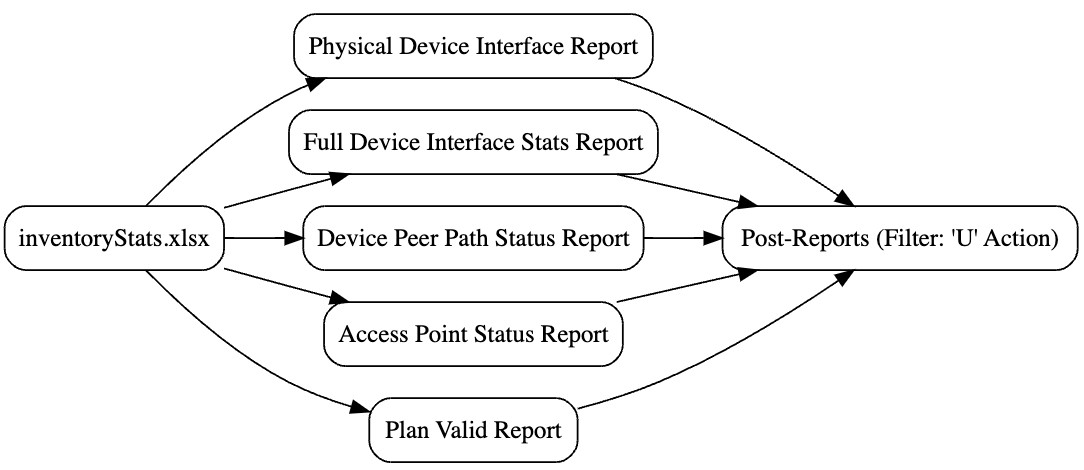 Physical Device Interface Report
Full Device Interface Stats Report
inventoryStats.xlsx
Device Peer Path Status Report
Post-Reports (Filter: 'U' Action)
Access Point Status Report
Plan Valid Report